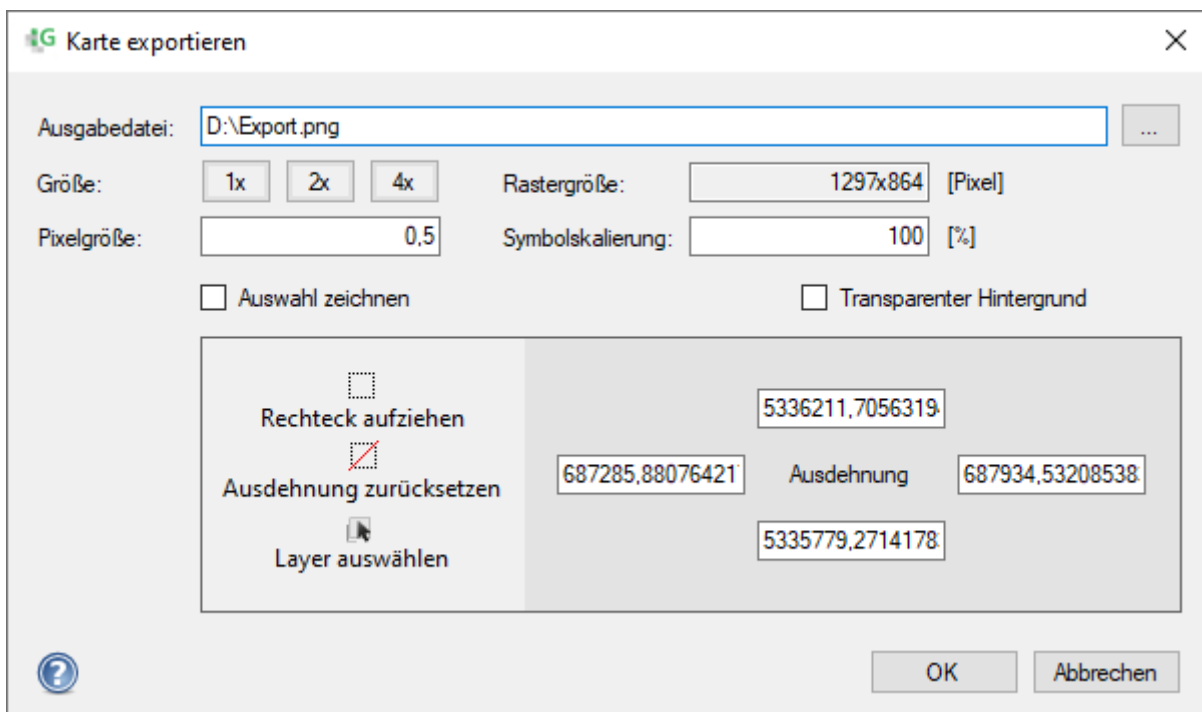 Karte exportieren
Ausgabedatei: D:\Export.png ...
Größe: 1x 2x 4x Rastergröße: 1297x864 [Pixel]
Pixelgröße: 0,5 Symbolskalierung: 100 [%]
Auswahl zeichnen Transparenter Hintergrund
Rechteck aufziehen
Ausdehnung zurücksetzen
Layer auswählen
5336211,7056319
687285,88076421 Ausdehnung 687934,53208538
5335779,2714178
OK Abbrechen